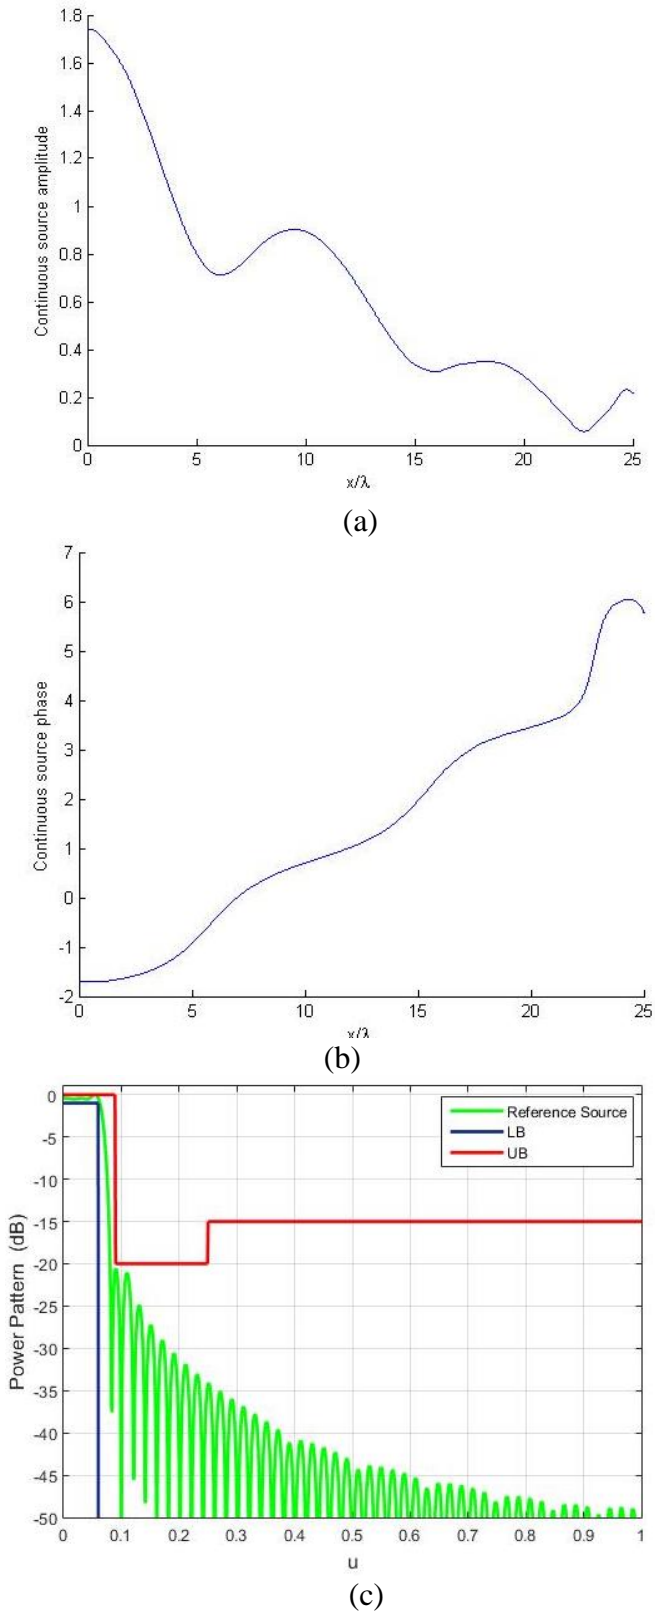 1.8
1.6
1.4
1.2
1
0.8
0.6
0.4
0.2
0
Continuous source amplitude
0 5 10 15 20 25
x/λ
(a)
7
6
5
4
3
2
1
0
-1
-2
Continuous source phase
0 5 10 15 20 25
x/λ
(b)
0
-5
-10
-15
-20
-25
-30
-35
-40
-45
-50
Power Pattern (dB)
Reference Source
LB
UB
0 0.1 0.2 0.3 0.4 0.5 0.6 0.7 0.8 0.9 1
u
(c)